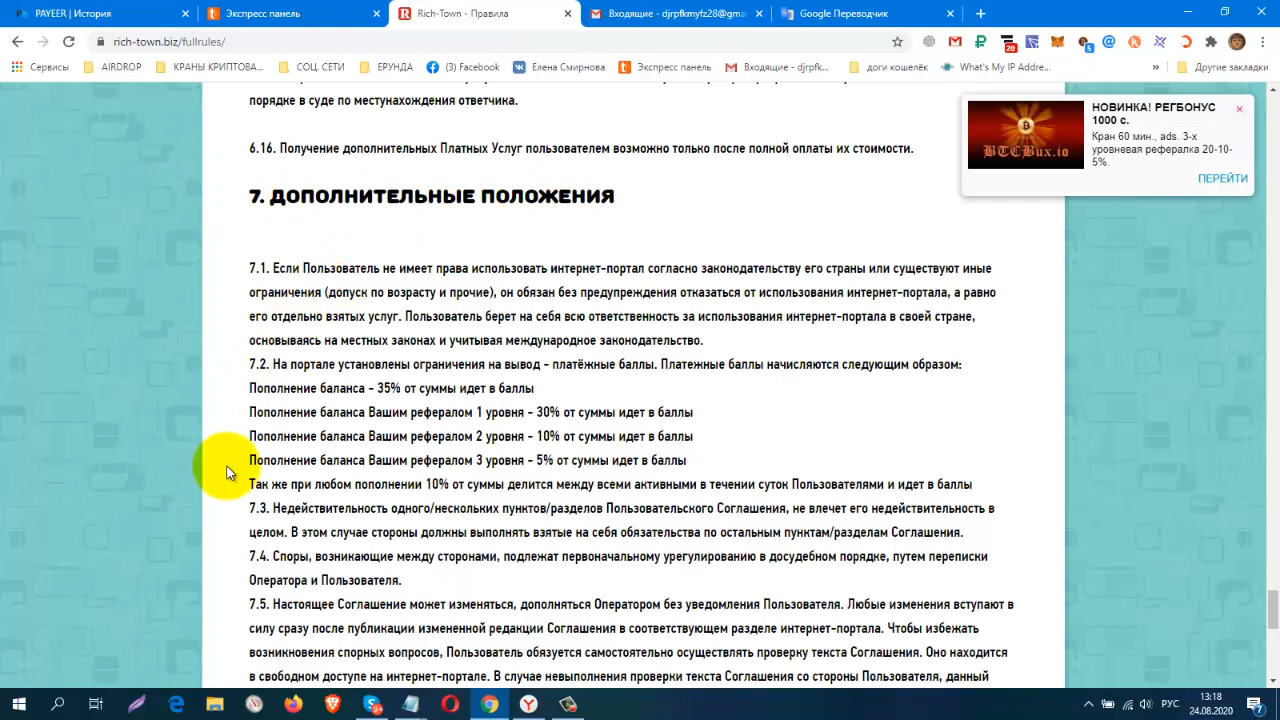 PAYEER | История
Экспресс панель
Rich-Town - Правила
Входящие - djrpfkmyfz28@gma
Google Переводчик
rich-town.biz/fullrules/
20
5
Сервисы
AIRDROP
КРАНЫ КРИПТОВА...
СОЦ. СЕТИ
ЕРУНДА
(3) Facebook
Елена Смирнова
Экспресс панель
Входящие - djrpfk...
доги кошелёк
What's My IP Addre...
»
Другие закладки
порядке в суде по местунахождения ответчика.
6.16. Получение дополнительных Платных Услуг пользователем возможно только после полной оплаты их стоимости.
НОВИНКА! РЕГБОНУС
1000 с.
Кран 60 мин., ads. 3-х
уровневая рефералка 20-10-
5%.
ПЕРЕЙТИ
BTCBux.io
7. ДОПОЛНИТЕЛЬНЫЕ ПОЛОЖЕНИЯ
7.1. Если Пользователь не имеет права использовать интернет-портал согласно законодательству его страны или существуют иные
ограничения (допуск по возрасту и прочие), он обязан без предупреждения отказаться от использования интернет-портала, а равно
его отдельно взятых услуг. Пользователь берет на себя всю ответственность за использования интернет-портала в своей стране,
основываясь на местных законах и учитывая международное законодательство.
7.2. На портале установлены ограничения на вывод - платёжные баллы. Платежные баллы начисляются следующим образом:
Пополнение баланса - 35% от суммы идет в баллы
Пополнение баланса Вашим рефералом 1 уровня - 30% от суммы идет в баллы
Пополнение баланса Вашим рефералом 2 уровня - 10% от суммы идет в баллы
Пополнение баланса Вашим рефералом 3 уровня - 5% от суммы идет в баллы
Так же при любом пополнении 10% от суммы делится между всеми активными в течении суток Пользователями и идет в баллы
7.3. Недействительность одного/нескольких пунктов/разделов Пользовательского Соглашения, не влечет его недействительность в
целом. В этом случае стороны должны выполнять взятые на себя обязательства по остальным пунктам/разделам Соглашения.
7.4. Споры, возникающие между сторонами, подлежат первоначальному урегулированию в досудебном порядке, путем переписки
Оператора и Пользователя.
7.5. Настоящее Соглашение может изменяться, дополняться Оператором без уведомления Пользователя. Любые изменения вступают в
силу сразу после публикации измененной редакции Соглашения в соответствующем разделе интернет-портала. Чтобы избежать
возникновения спорных вопросов, Пользователь обязуется самостоятельно осуществлять проверку текста Соглашения. Оно находится
в свободном доступе на интернет-портале. В случае невыполнения проверки текста Соглашения со стороны Пользователя, данный
РУС
13:18
24.08.2020
7